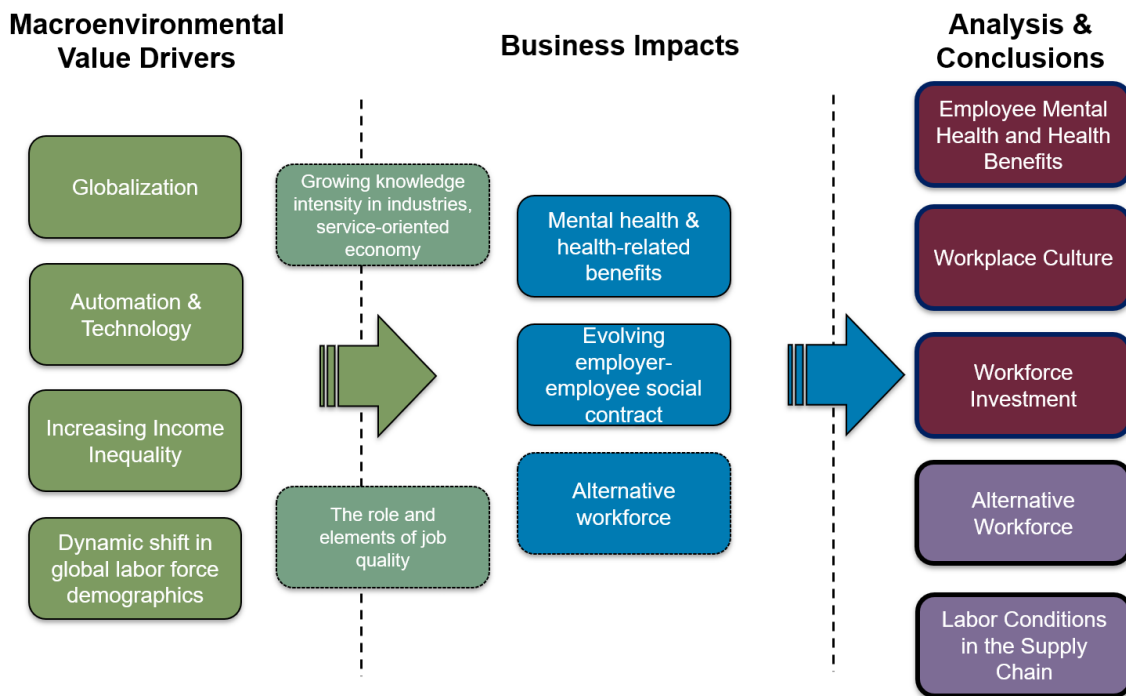 Macroenvironmental
Value Drivers
Business Impacts
Analysis &
Conclusions
Globalization
Automation &
Technology
Increasing Income
Inequality
Dynamic shift in
global labor force
demographics
Growing knowledge
intensity in industries,
service-oriented
economy
The role and
elements of job
quality
Mental health &
health-related
benefits
Evolving
employer-
employee social
contract
Alternative
workforce
Employee Mental
Health and Health
Benefits
Workplace Culture
Workforce
Investment
Alternative
Workforce
Labor Conditions
in the Supply
Chain